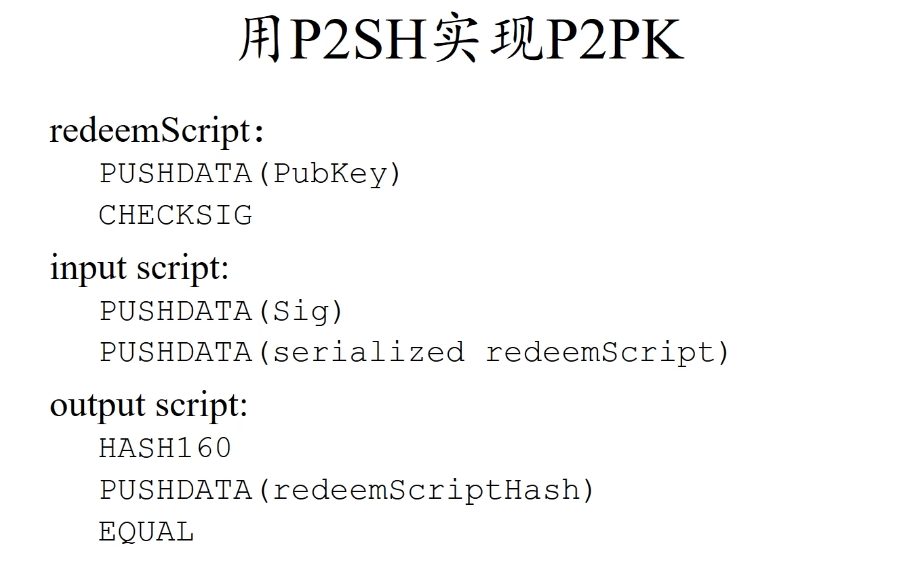 用P2SH实现P2PK
redeemScript:
PUSHDATA(PubKey)
CHECKSIG
input script:
PUSHDATA(Sig)
PUSHDATA(serialized redeemScript)
output script:
HASH160
PUSHDATA(redeemScriptHash)
EQUAL